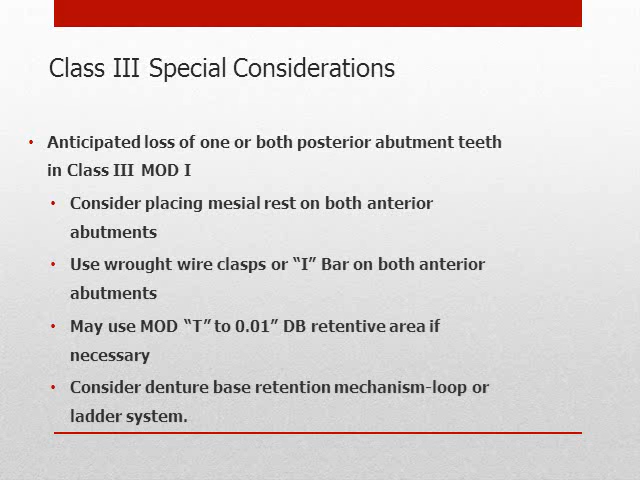 Class III Special Considerations
• Anticipated loss of one or both posterior abutment teeth
in Class III MOD I
• Consider placing mesial rest on both anterior
abutments
• Use wrought wire clasps or “I” Bar on both anterior
abutments
• May use MOD “T” to 0.01” DB retentive area if
necessary
• Consider denture base retention mechanism-loop or
ladder system.